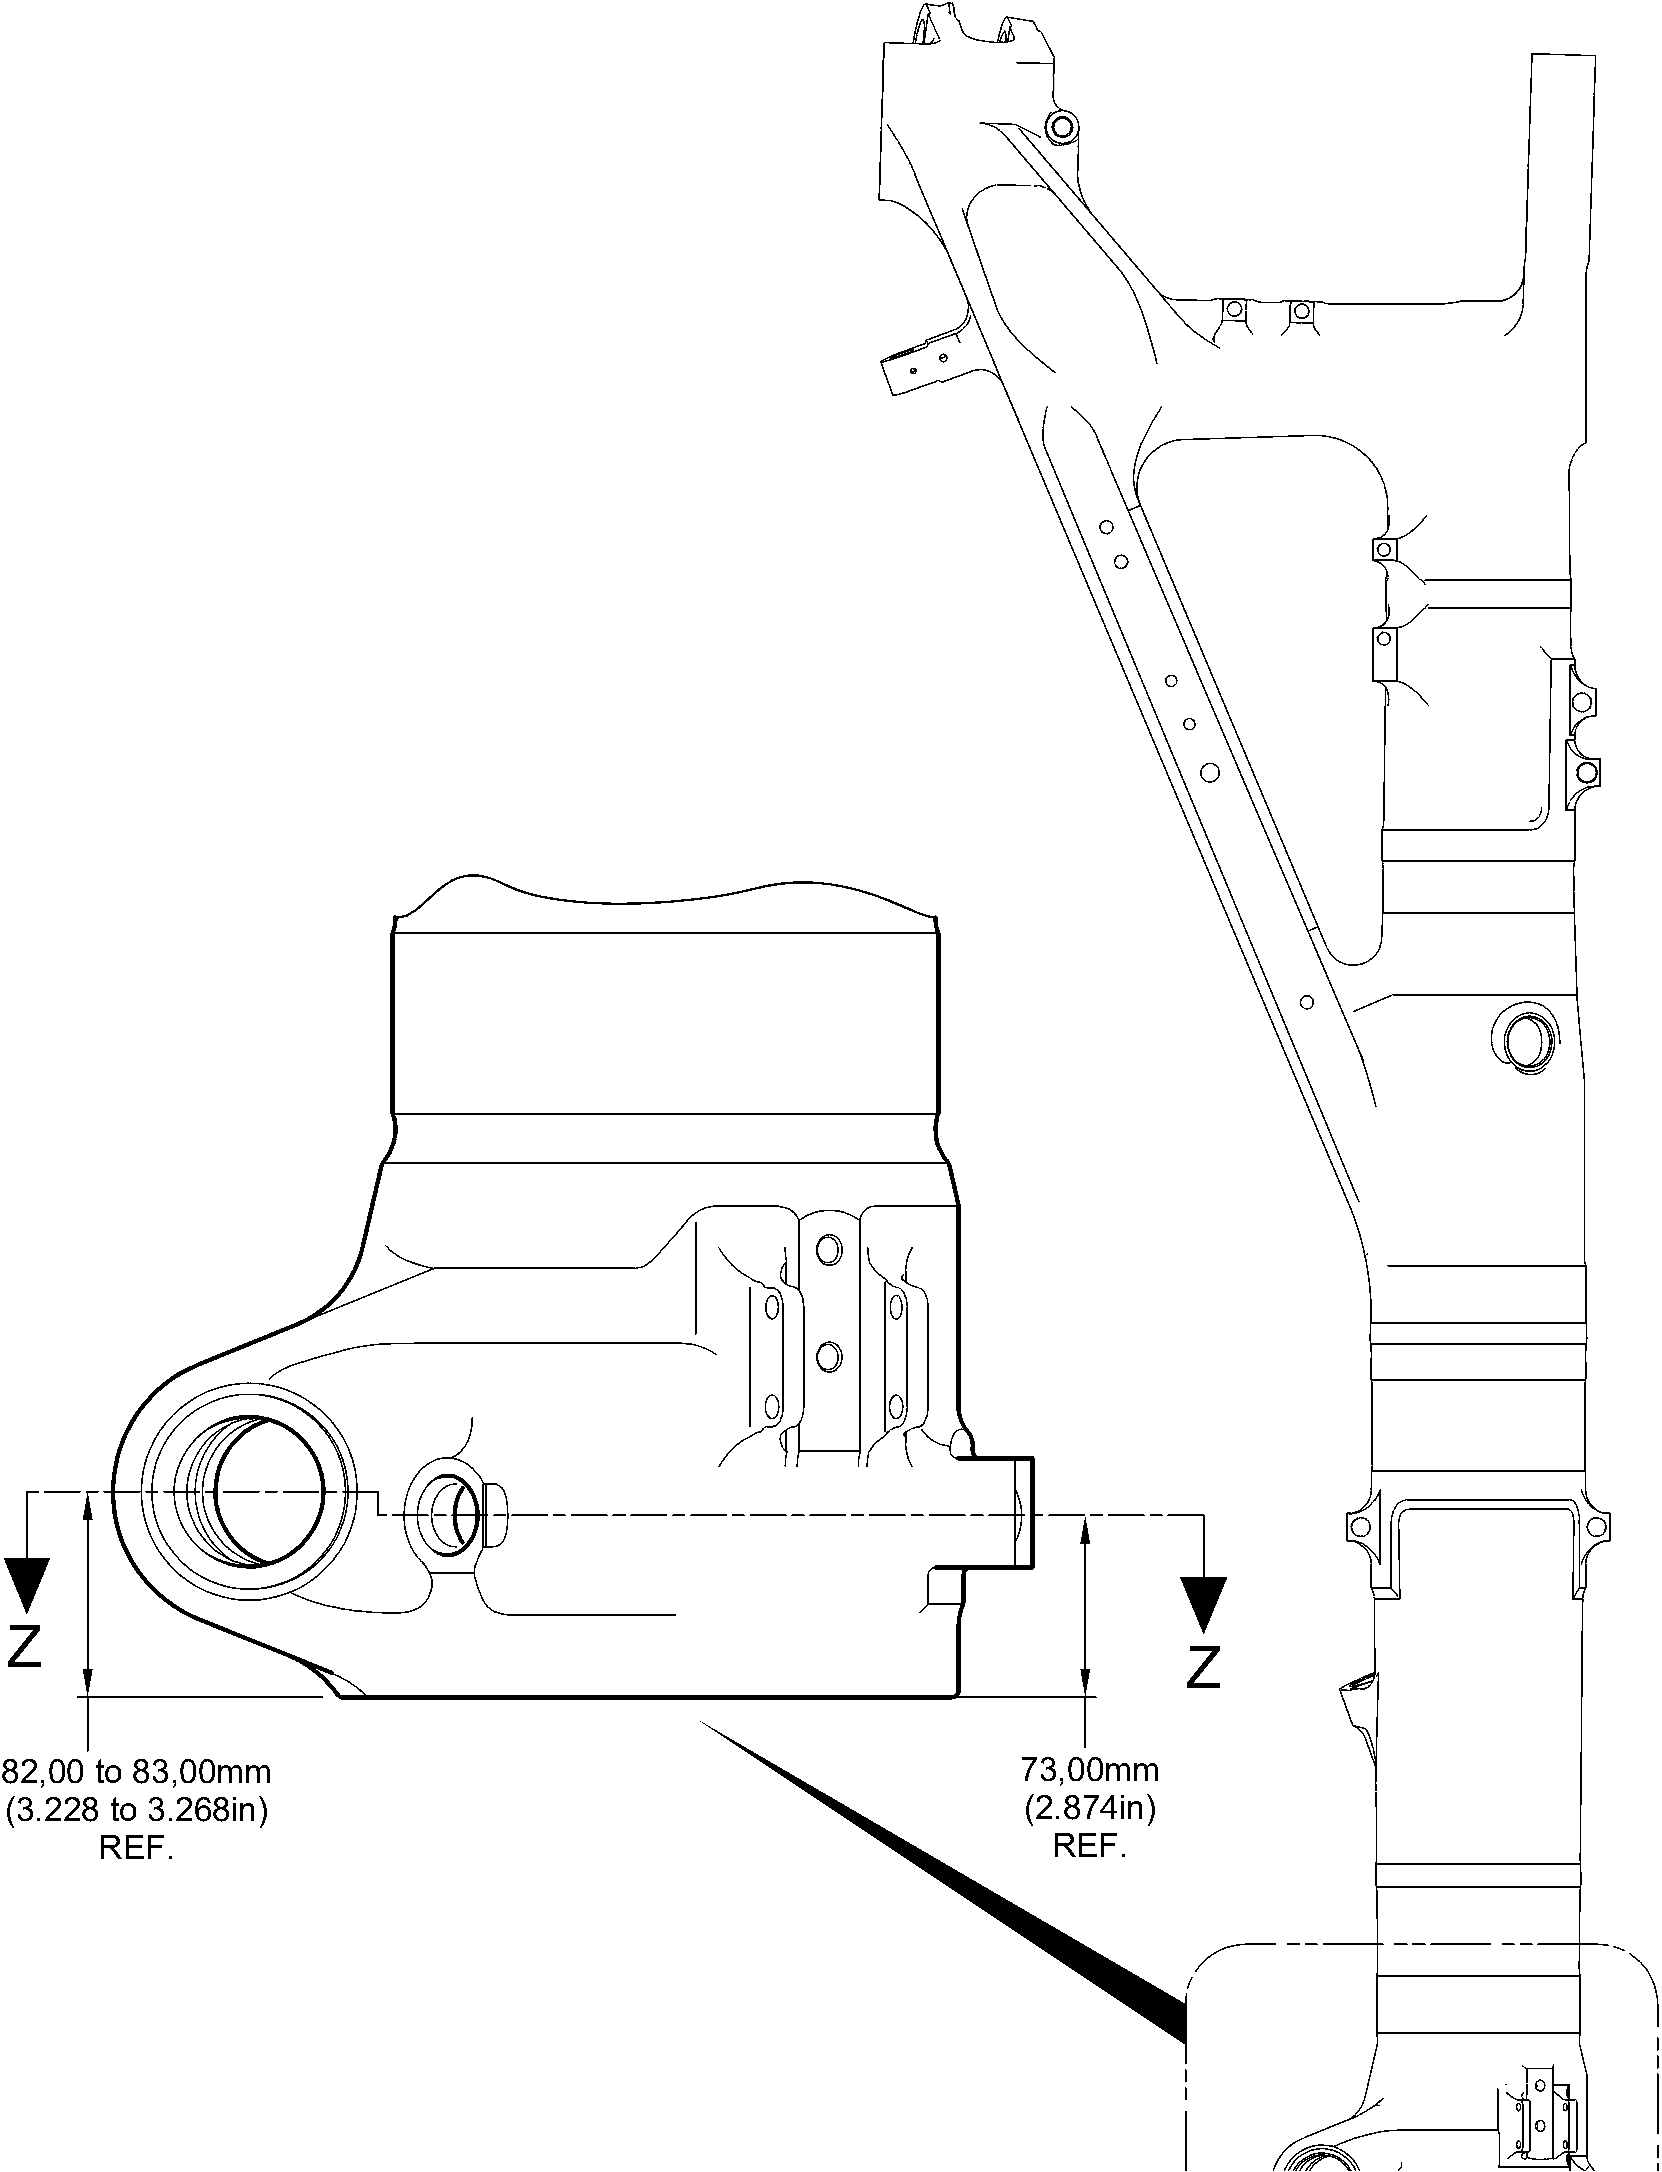 Z
Z
82,00 to 83,00mm
(3.228 to 3.268in)
REF.
73,00mm
(2.874in)
REF.